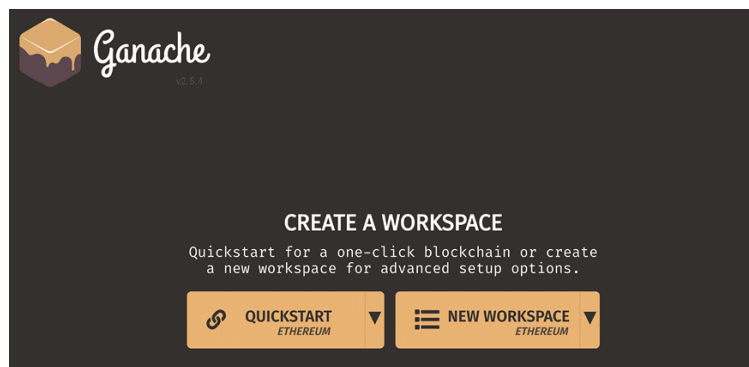 Ganache
v2.5.4
CREATE A WORKSPACE
Quickstart for a one-click blockchain or create
a new workspace for advanced setup options.
QUICKSTART
ETHEREUM
NEW WORKSPACE
ETHEREUM